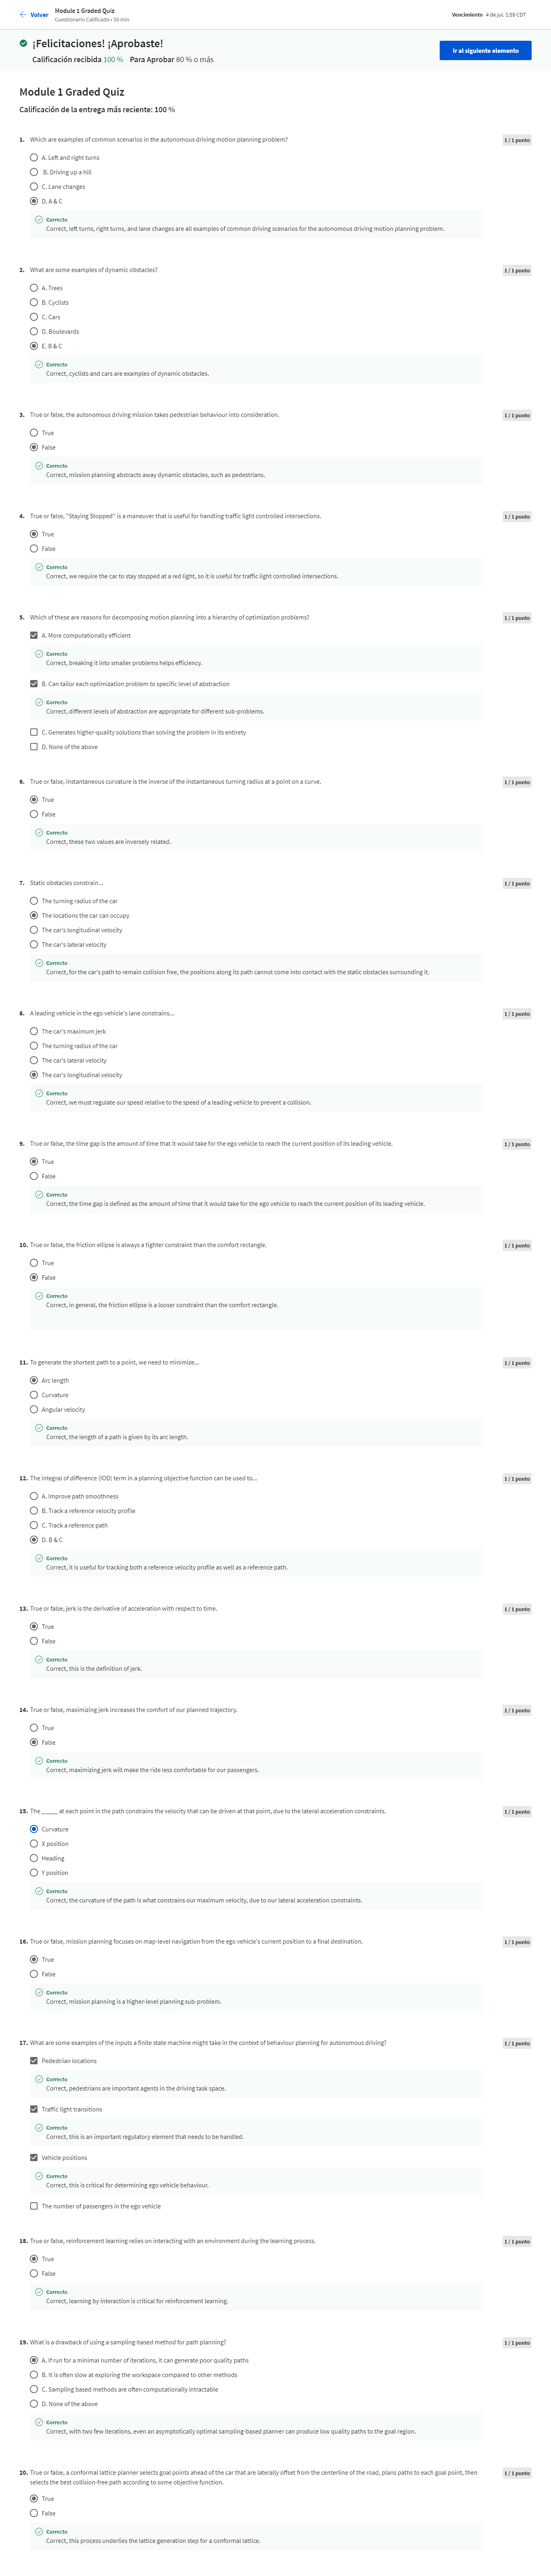 Volver
Module 1 Graded Quiz
Cuestionario Calificado • 50 min
Vencimiento 4 de jul. 1:59 CDT
¡Felicitaciones! ¡Aprobaste!
Calificación recibida 100 % Para Aprobar 80 % o más
Ir al siguiente elemento
Module 1 Graded Quiz
Calificación de la entrega más reciente: 100 %
1. Which are examples of common scenarios in the autonomous driving motion planning problem?
1 / 1 punto
A. Left and right turns
B. Driving up a hill
C. Lane changes
D. A & C
Correcto
Correct, left turns, right turns, and lane changes are all examples of common driving scenarios for the autonomous driving motion planning problem.
2. What are some examples of dynamic obstacles?
1 / 1 punto
A. Trees
B. Cyclists
C. Cars
D. Boulevards
E. B & C
Correcto
Correct, cyclists and cars are examples of dynamic obstacles.
3. True or false, the autonomous driving mission takes pedestrian behaviour into consideration.
1 / 1 punto
True
False
Correcto
Correct, mission planning abstracts away dynamic obstacles, such as pedestrians.
4. True or false, "Staying Stopped" is a maneuver that is useful for handling traffic light controlled intersections.
1 / 1 punto
True
False
Correcto
Correct, we require the car to stay stopped at a red light, so it is useful for traffic light controlled intersections.
5. Which of these are reasons for decomposing motion planning into a hierarchy of optimization problems?
1 / 1 punto
A. More computationally efficient
Correcto
Correct, breaking it into smaller problems helps efficiency.
B. Can tailor each optimization problem to specific level of abstraction
Correcto
Correct, different levels of abstraction are appropriate for different sub-problems.
C. Generates higher-quality solutions than solving the problem in its entirety
D. None of the above
6. True or false, instantaneous curvature is the inverse of the instantaneous turning radius at a point on a curve.
1 / 1 punto
True
False
Correcto
Correct, these two values are inversely related.
7. Static obstacles constrain...
1 / 1 punto
The turning radius of the car
The locations the car can occupy
The car's longitudinal velocity
The car's lateral velocity
Correcto
Correct, for the car's path to remain collision free, the positions along its path cannot come into contact with the static obstacles surrounding it.
8. A leading vehicle in the ego vehicle's lane constrains...
1 / 1 punto
The car's maximum jerk
The turning radius of the car
The car's lateral velocity
The car's longitudinal velocity
Correcto
Correct, we must regulate our speed relative to the speed of a leading vehicle to prevent a collision.
9. True or false, the time gap is the amount of time that it would take for the ego vehicle to reach the current position of its leading vehicle.
1 / 1 punto
True
False
Correcto
Correct, the time gap is defined as the amount of time that it would take for the ego vehicle to reach the current position of its leading vehicle.
10. True or false, the friction ellipse is always a tighter constraint than the comfort rectangle.
1 / 1 punto
True
False
Correcto
Correct, in general, the friction ellipse is a looser constraint than the comfort rectangle.
11. To generate the shortest path to a point, we need to minimize...
1 / 1 punto
Arc length
Curvature
Angular velocity
Correcto
Correct, the length of a path is given by its arc length.
12. The integral of difference (IOD) term in a planning objective function can be used to...
1 / 1 punto
A. Improve path smoothness
B. Track a reference velocity profile
C. Track a reference path
D. B & C
Correcto
Correct, it is useful for tracking both a reference velocity profile as well as a reference path.
13. True or false, jerk is the derivative of acceleration with respect to time.
1 / 1 punto
True
False
Correcto
Correct, this is the definition of jerk.
14. True or false, maximizing jerk increases the comfort of our planned trajectory.
1 / 1 punto
True
False
Correcto
Correct, maximizing jerk will make the ride less comfortable for our passengers.
15. The _____ at each point in the path constrains the velocity that can be driven at that point, due to the lateral acceleration constraints.
1 / 1 punto
Curvature
X position
Heading
Y position
Correcto
Correct, the curvature of the path is what constrains our maximum velocity, due to our lateral acceleration constraints.
16. True or false, mission planning focuses on map-level navigation from the ego vehicle's current position to a final destination.
1 / 1 punto
True
False
Correcto
Correct, mission planning is a higher-level planning sub-problem.
17. What are some examples of the inputs a finite state machine might take in the context of behaviour planning for autonomous driving?
1 / 1 punto
Pedestrian locations
Correcto
Correct, pedestrians are important agents in the driving task space.
Traffic light transitions
Correcto
Correct, this is an important regulatory element that needs to be handled.
Vehicle positions
Correcto
Correct, this is critical for determining ego vehicle behaviour.
The number of passengers in the ego vehicle
18. True or false, reinforcement learning relies on interacting with an environment during the learning process.
1 / 1 punto
True
False
Correcto
Correct, learning by interaction is critical for reinforcement learning.
19. What is a drawback of using a sampling-based method for path planning?
1 / 1 punto
A. If run for a minimal number of iterations, it can generate poor quality paths
B. It is often slow at exploring the workspace compared to other methods
C. Sampling based methods are often computationally intractable
D. None of the above
Correcto
Correct, with two few iterations, even an asymptotically optimal sampling-based planner can produce low quality paths to the goal region.
20. True or false, a conformal lattice planner selects goal points ahead of the car that are laterally offset from the centerline of the road, plans paths to each goal point, then
selects the best collision-free path according to some objective function.
1 / 1 punto
True
False
Correcto
Correct, this process underlies the lattice generation step for a conformal lattice.